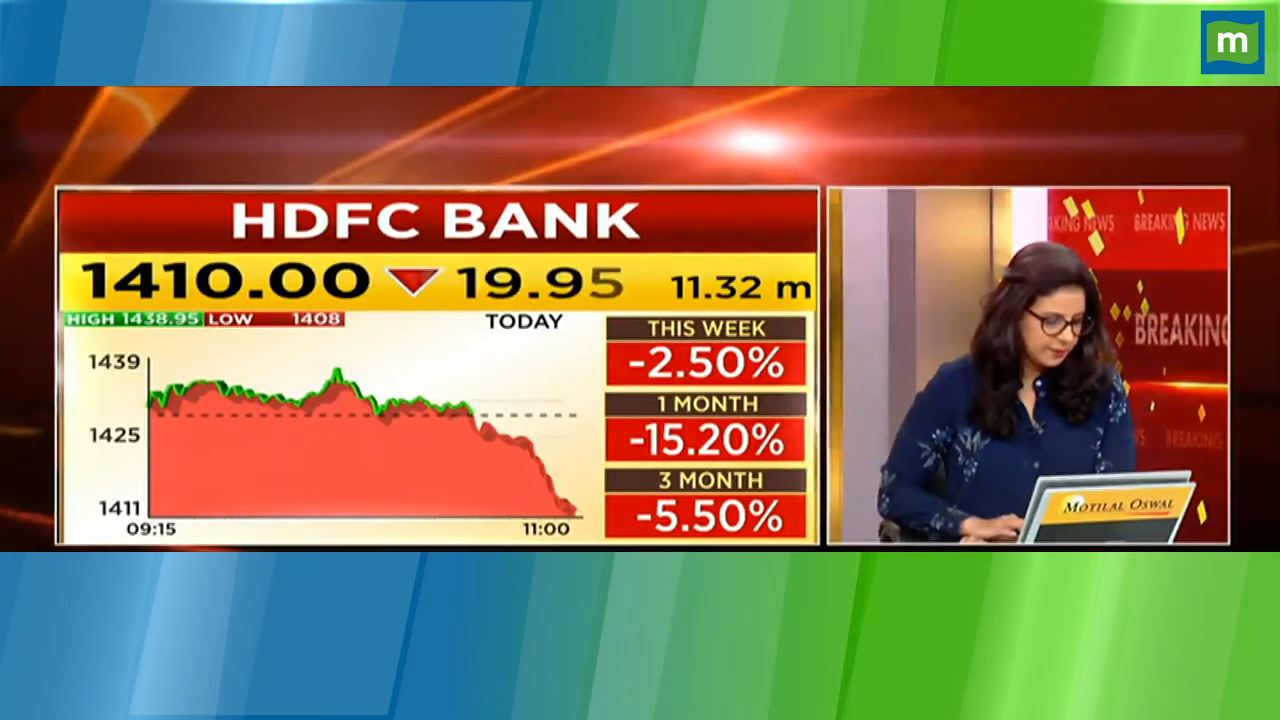 m
HDFC BANK
1410.00 19.95 11.32 m
HIGH 1438.95 LOW 1408
TODAY
1439
1425
1411
09:15 11:00
THIS WEEK
-2.50%
1 MONTH
-15.20%
3 MONTH
-5.50%
KING NEWS BREAKING NEWS
BREAKING
BREAKING
MOTILAL OSWAL